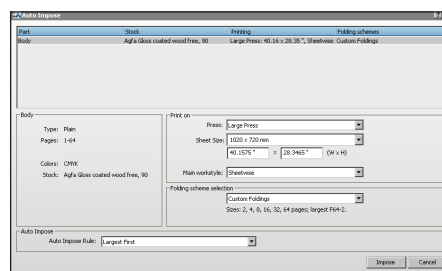 Auto Impose
Part Stock Printing Folding schemes
Body Agfa Gloss coated wood free, 90 Large Press: 40.16 x 28.35 ", Sheetwise Custom Foldings
Body
Type: Plain
Pages: 1-64
Colors: CMYK
Stock: Agfa Gloss coated wood free, 90
Print on
Press: Large Press
Sheet Size: 1020 x 720 mm
40.1575 " x 28.3465 " (W x H)
Main workstyle: Sheetwise
Folding scheme selection
Custom Foldings
Sizes: 2, 4, 8, 16, 32, 64 pages; largest F64-2.
Auto Impose
Auto Impose Rule: Largest First
Impose Cancel